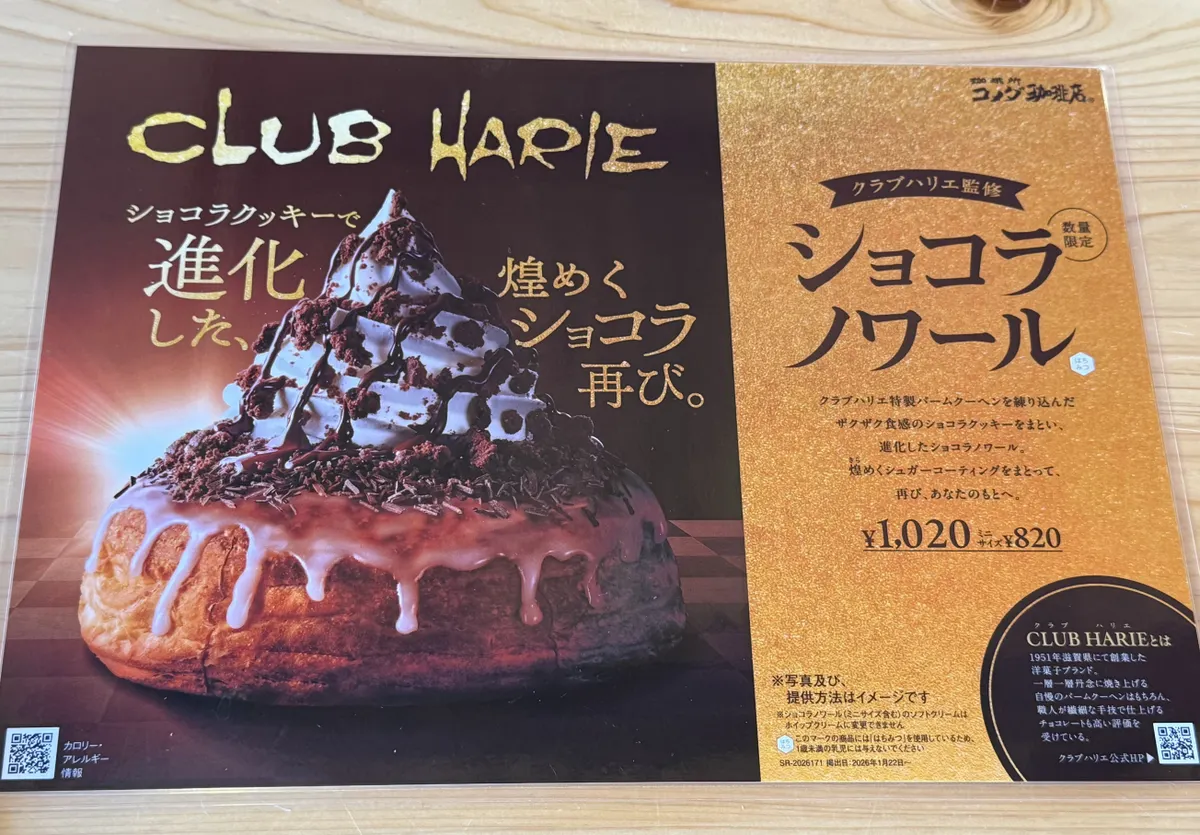 CLUB HARIE
ショコラクッキーで
進化
した、
煌めく
ショコラ
再び。
カロリー・
アレルギー
情報
珈琲所
コメダ珈琲店®
クラブハリエ監修
数量
限定
ショコラ
ノワール
はち
みつ
クラブハリエ特製バームクーヘンを練り込んだ
ザクザク食感のショコラクッキーをまとい、
進化したショコラノワール。
きら
煌めくシュガーコーティングをまとって、
再び、あなたのもとへ。
¥1,020 ミニサイズ¥820
※写真及び、
提供方法はイメージです
※ショコラノワール(ミニサイズ含む)のソフトクリームは
ホイップクリームに変更できません
はちみつ このマークの商品には「はちみつ」を使用しているため、
1歳未満の乳児には与えないでください
SR-2026171 掲出日:2026年1月22日〜
クラブ ハリエ
CLUB HARIEとは
1951年滋賀県にて創業した
洋菓子ブランド。
一層一層丹念に焼き上げる
自慢のバームクーヘンはもちろん、
職人が繊細な手技で仕上げる
チョコレートも高い評価を
受けている。
クラブハリエ公式HP▶